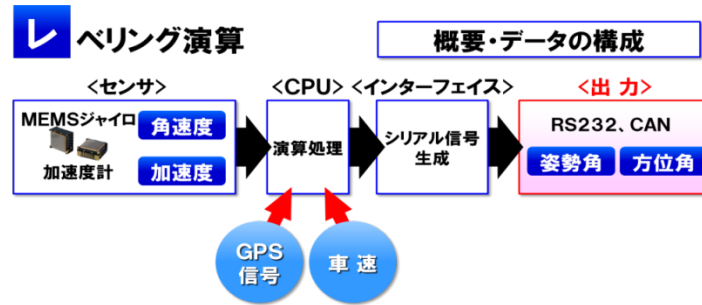 レベリング演算
概要・データの構成
<センサ>
<CPU>
<インターフェイス>
<出 力>
MEMSジャイロ
角速度
加速度計
加速度
演算処理
シリアル信号
生成
RS232、CAN
姿勢角
方位角
GPS
信号
車 速